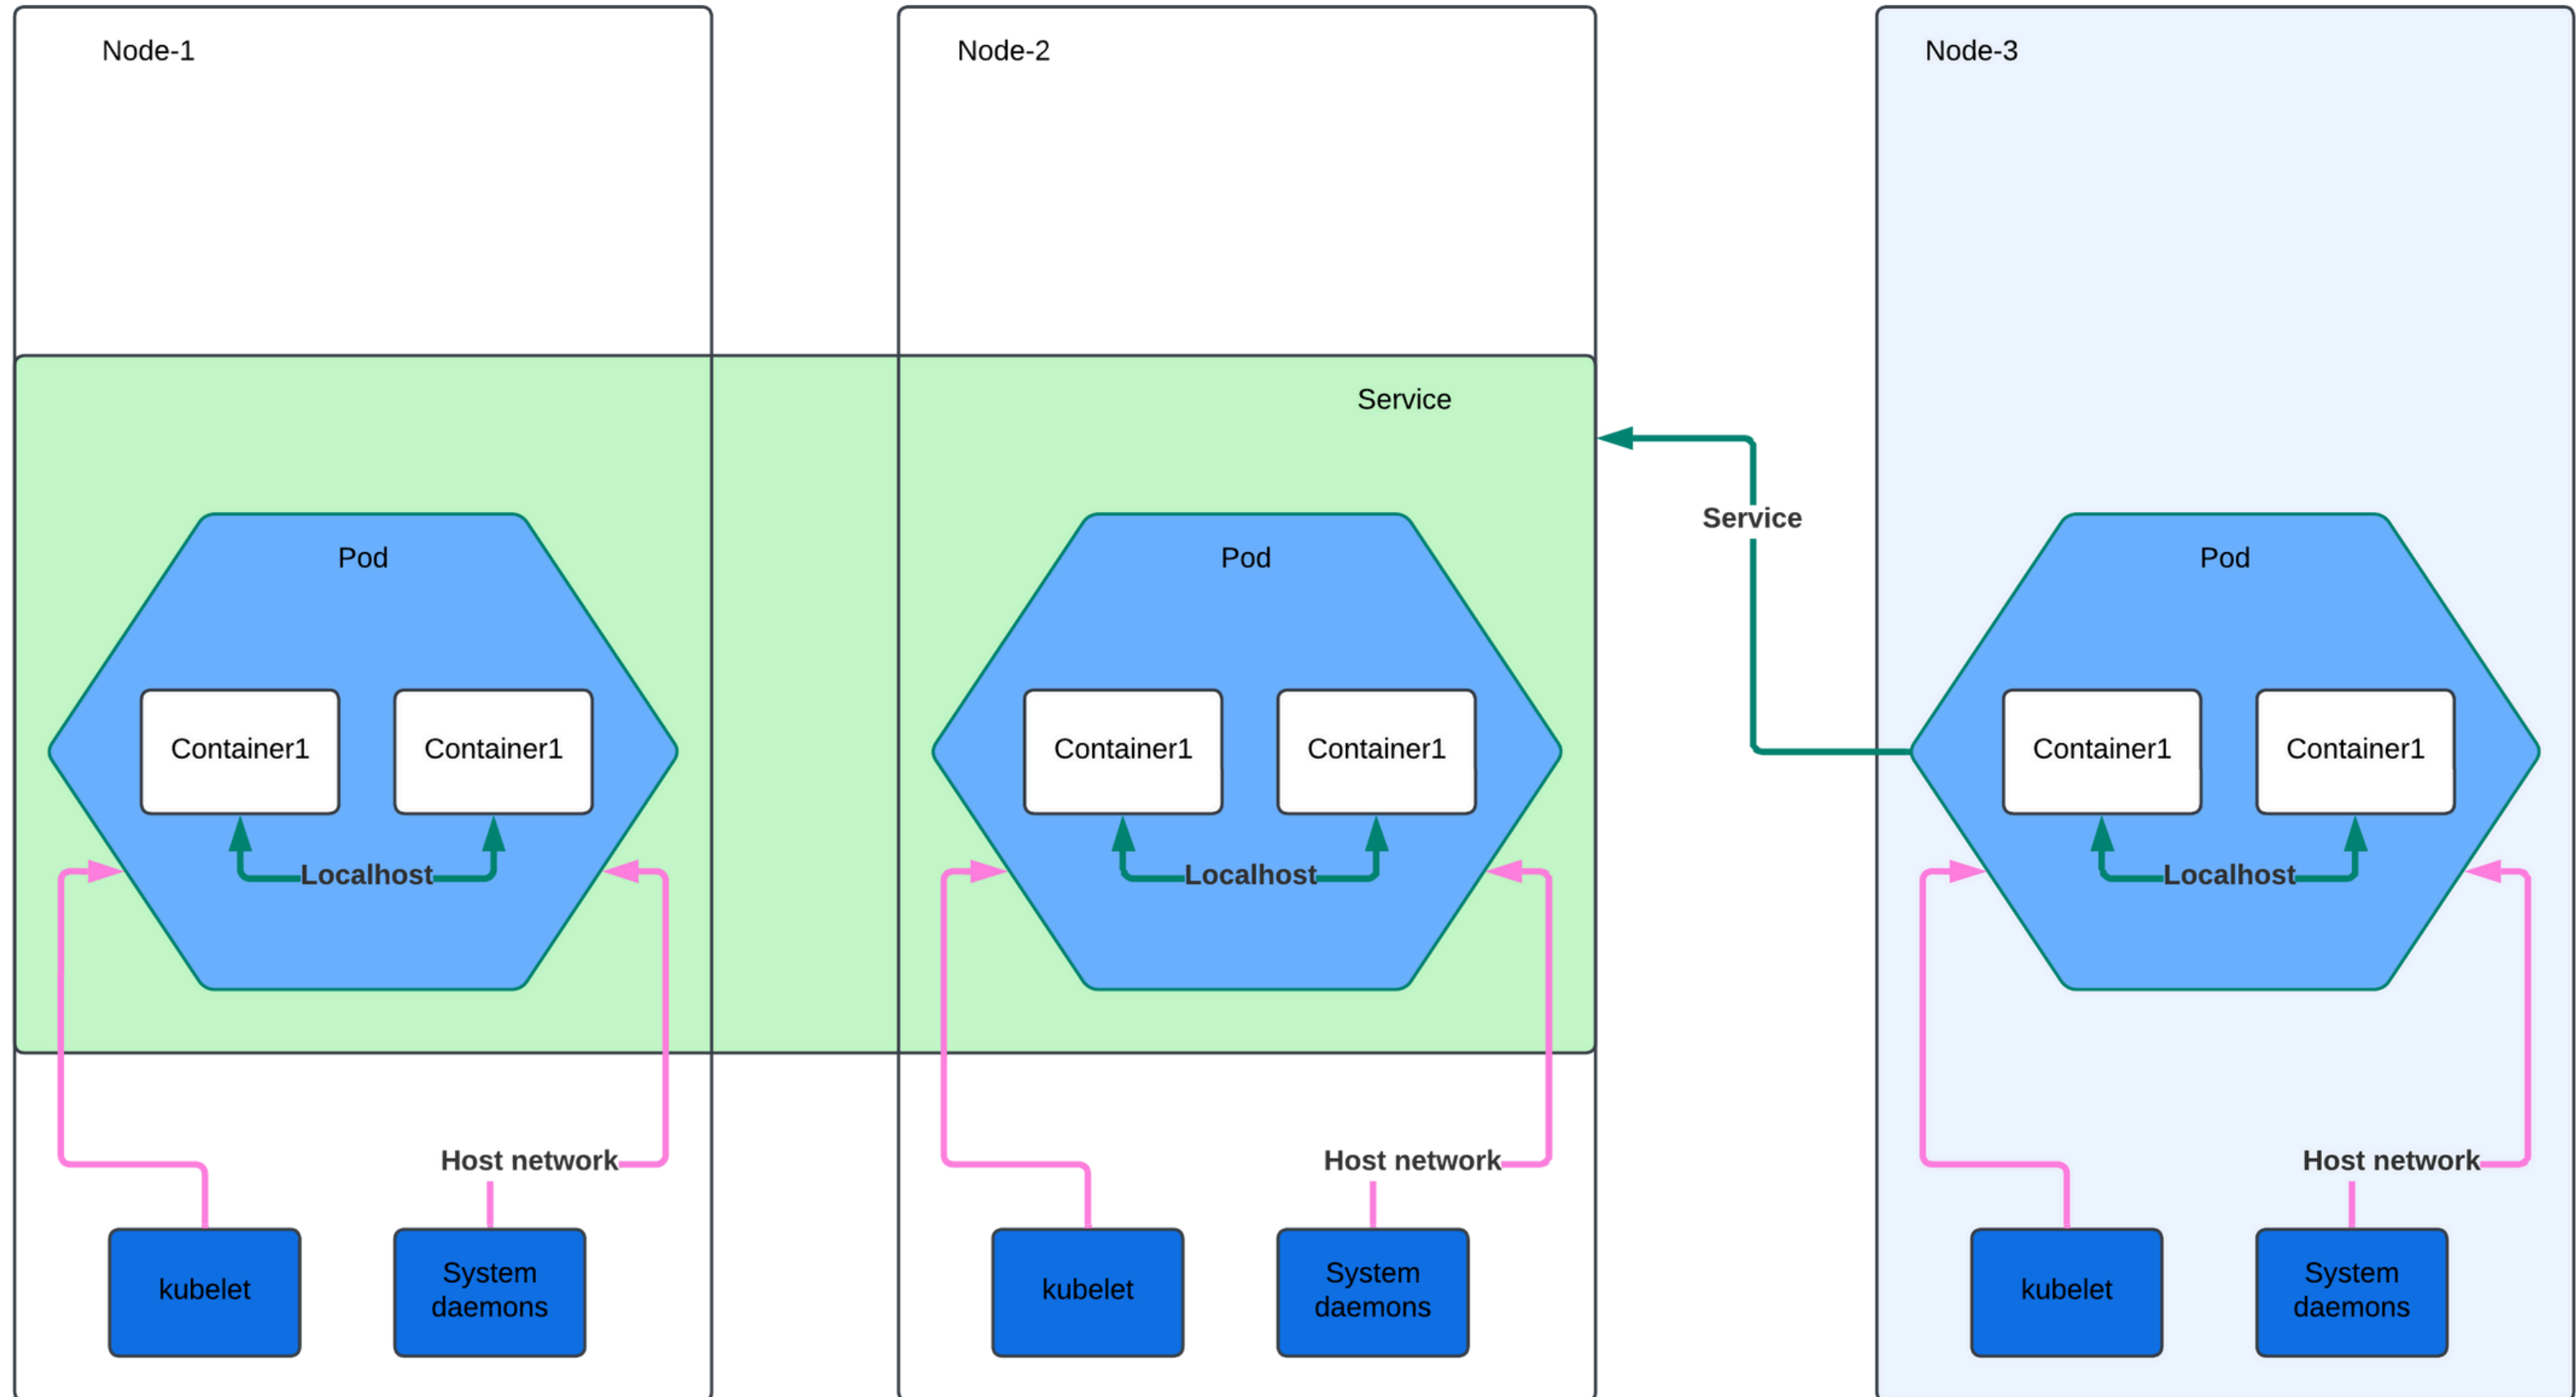 Node-1
Node-2
Node-3
Service
Service
Pod
Pod
Pod
Container1
Container1
Container1
Container1
Container1
Container1
Localhost
Localhost
Localhost
Host network
Host network
Host network
kubelet
System
daemons
kubelet
System
daemons
kubelet
System
daemons